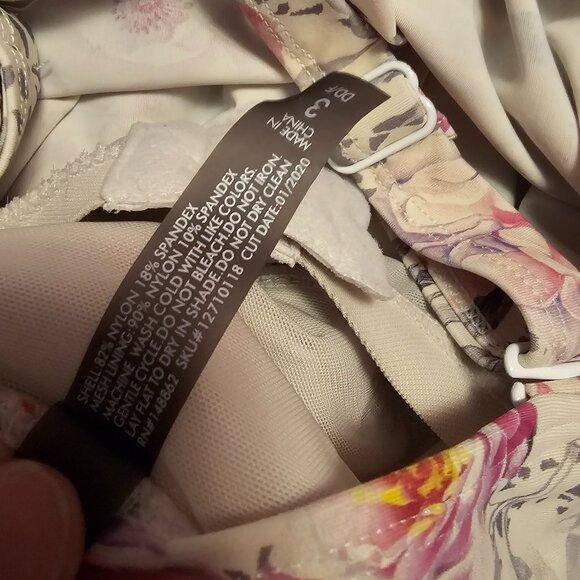 DD/F
3
MADE IN
CHINA
SHELL:82% NYLON 18% SPANDEX
MESH LINING:90% NYLON 10% SPANDEX
MACHINE WASH COLD WITH LIKE COLORS
GENTLE CYCLE.DO NOT BLEACH.DO NOT IRON
LAY FLAT TO DRY IN SHADE.DO NOT DRY CLEAN
RN#148862 SKU#12710118 CUT DATE:01/2020